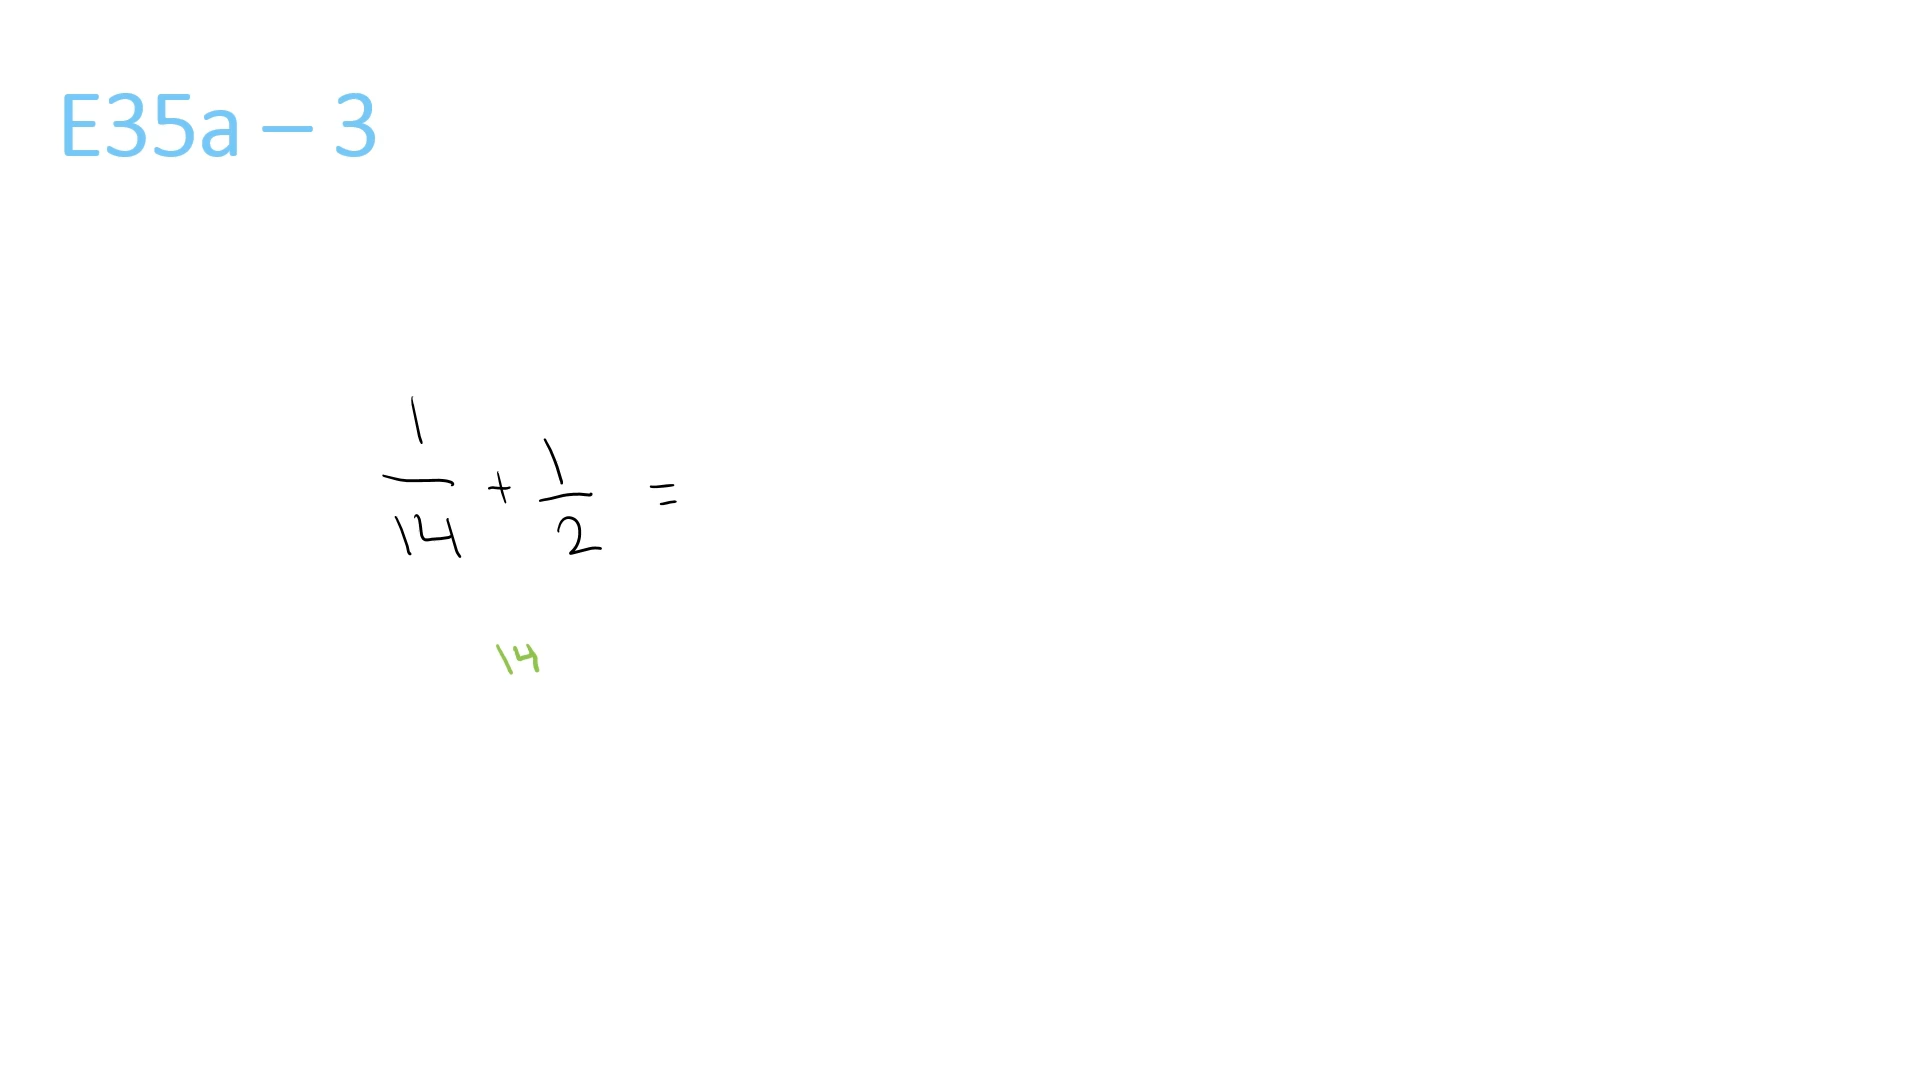 E35a – 3
1/14 + 1/2 =
14